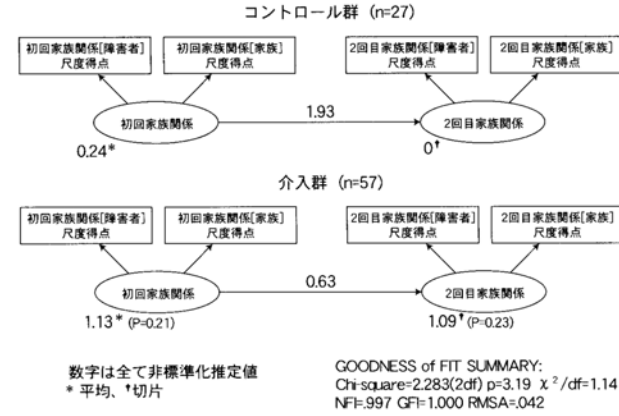 コントロール群 (n=27)
初回家族関係[障害者]
尺度得点
初回家族関係[家族]
尺度得点
2回目家族関係[障害者]
尺度得点
2回目家族関係[家族]
尺度得点
初回家族関係
1.93
2回目家族関係
0.24*
0†
介入群 (n=57)
初回家族関係[障害者]
尺度得点
初回家族関係[家族]
尺度得点
2回目家族関係[障害者]
尺度得点
2回目家族関係[家族]
尺度得点
初回家族関係
0.63
2回目家族関係
1.13* (P=0.21)
1.09† (P=0.23)
数字は全て非標準化推定値
* 平均、†切片
GOODNESS of FIT SUMMARY:
Chi-square=2.283(2df) p=3.19 χ²/df=1.14
NFI=.997 GFI=1.000 RMSA=.042